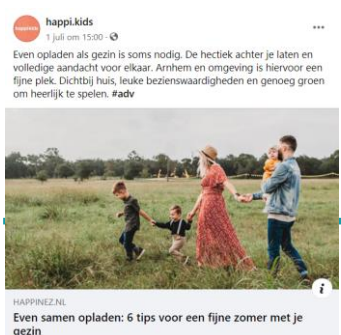 happi.kids
happinez
1 juli om 15:00 ·
Even opladen als gezin is soms nodig. De hectiek achter je laten en
volledige aandacht voor elkaar. Arnhem en omgeving is hiervoor een
fijne plek. Dichtbij huis, leuke bezienswaardigheden en genoeg groen
om heerlijk te spelen. #adv
HAPPINEZ.NL
Even samen opladen: 6 tips voor een fijne zomer met je
gezin